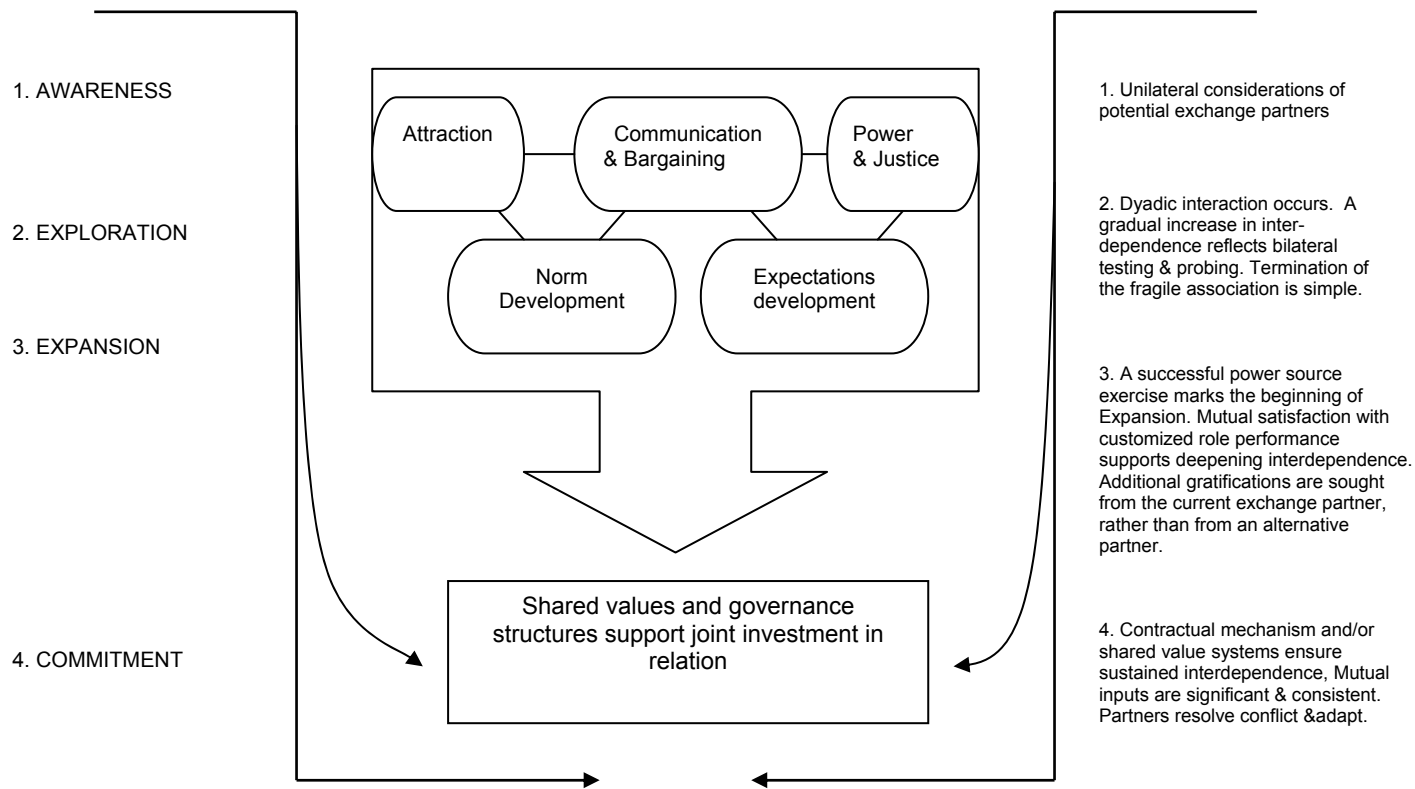 1. AWARENESS
2. EXPLORATION
3. EXPANSION
4. COMMITMENT
Attraction
Communication
& Bargaining
Power
& Justice
Norm
Development
Expectations
development
Shared values and governance
structures support joint investment in
relation
1. Unilateral considerations of
potential exchange partners
2. Dyadic interaction occurs. A
gradual increase in inter-
dependence reflects bilateral
testing & probing. Termination of
the fragile association is simple.
3. A successful power source
exercise marks the beginning of
Expansion. Mutual satisfaction with
customized role performance
supports deepening interdependence.
Additional gratifications are sought
from the current exchange partner,
rather than from an alternative
partner.
4. Contractual mechanism and/or
shared value systems ensure
sustained interdependence, Mutual
inputs are significant & consistent.
Partners resolve conflict &adapt.